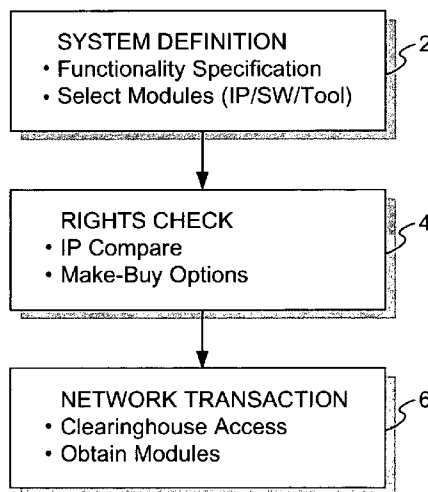 SYSTEM DEFINITION
• Functionality Specification
• Select Modules (IP/SW/Tool)
2
RIGHTS CHECK
• IP Compare
• Make-Buy Options
4
NETWORK TRANSACTION
• Clearinghouse Access
• Obtain Modules
6